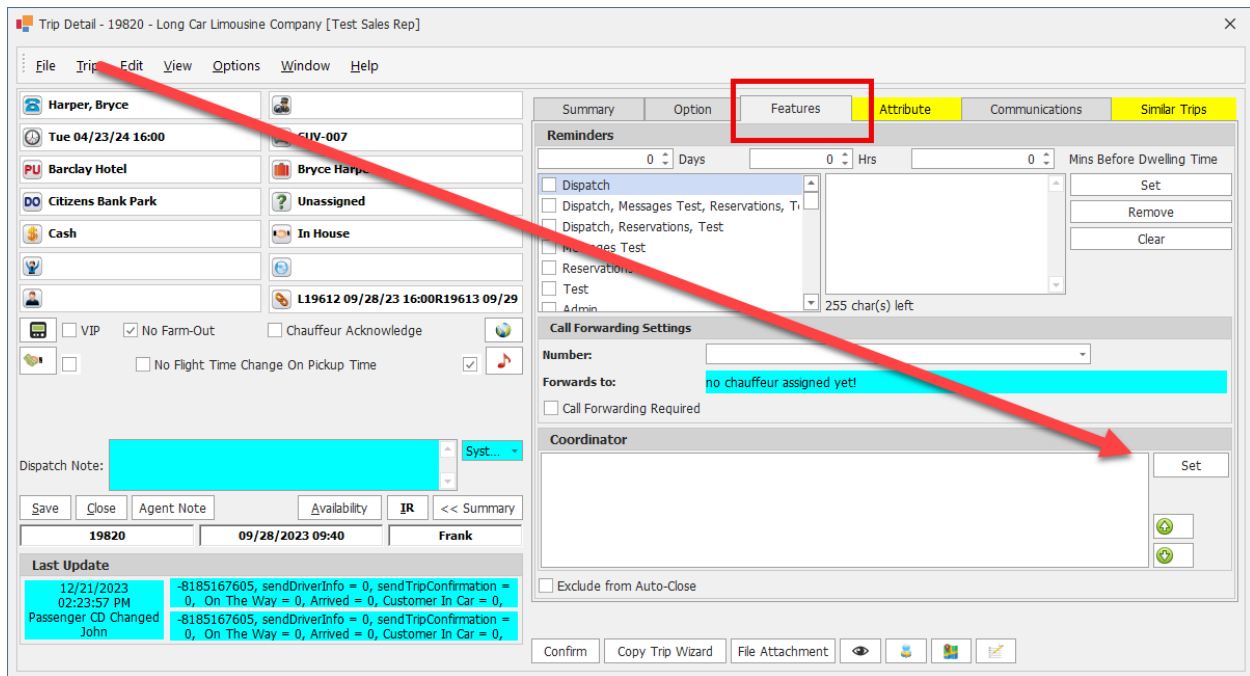 Trip Detail - 19820 - Long Car Limousine Company [Test Sales Rep]
File Trip Edit View Options Window Help
Harper, Bryce
Tue 04/23/24 16:00
SUV-007
PU Barclay Hotel
Bryce Harper
DO Citizens Bank Park
? Unassigned
$ Cash
In House
L19612 09/28/23 16:00R19613 09/29
VIP No Farm-Out Chauffeur Acknowledge
No Flight Time Change On Pickup Time
Dispatch Note:
Syst...
Save Close Agent Note Availability IR << Summary
19820 09/28/2023 09:40 Frank
Last Update
12/21/2023
02:23:57 PM
Passenger CD Changed
John
-8185167605, sendDriverInfo = 0, sendTripConfirmation =
0, On The Way = 0, Arrived = 0, Customer In Car = 0,
-8185167605, sendDriverInfo = 0, sendTripConfirmation =
0, On The Way = 0, Arrived = 0, Customer In Car = 0,
Summary Option Features Attribute Communications Similar Trips
Reminders
0 Days 0 Hrs 0 Mins Before Dwelling Time
Dispatch
Dispatch, Messages Test, Reservations, T
Dispatch, Reservations, Test
Messages Test
Reservations
Test
Admin
Set
Remove
Clear
255 char(s) left
Call Forwarding Settings
Number:
Forwards to: no chauffeur assigned yet!
Call Forwarding Required
Coordinator
Set
Exclude from Auto-Close
Confirm Copy Trip Wizard File Attachment